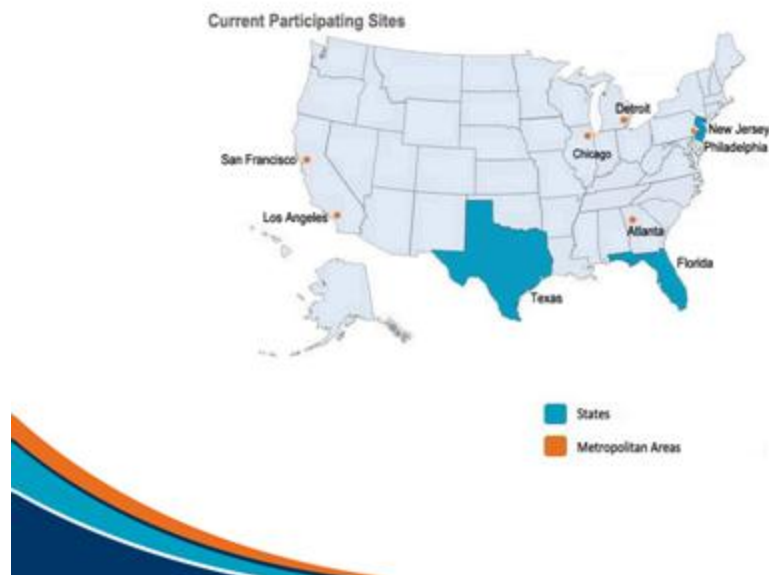 Current Participating Sites
Detroit
New Jersey
Philadelphia
Chicago
San Francisco
Los Angeles
Atlanta
Florida
Texas
States
Metropolitan Areas